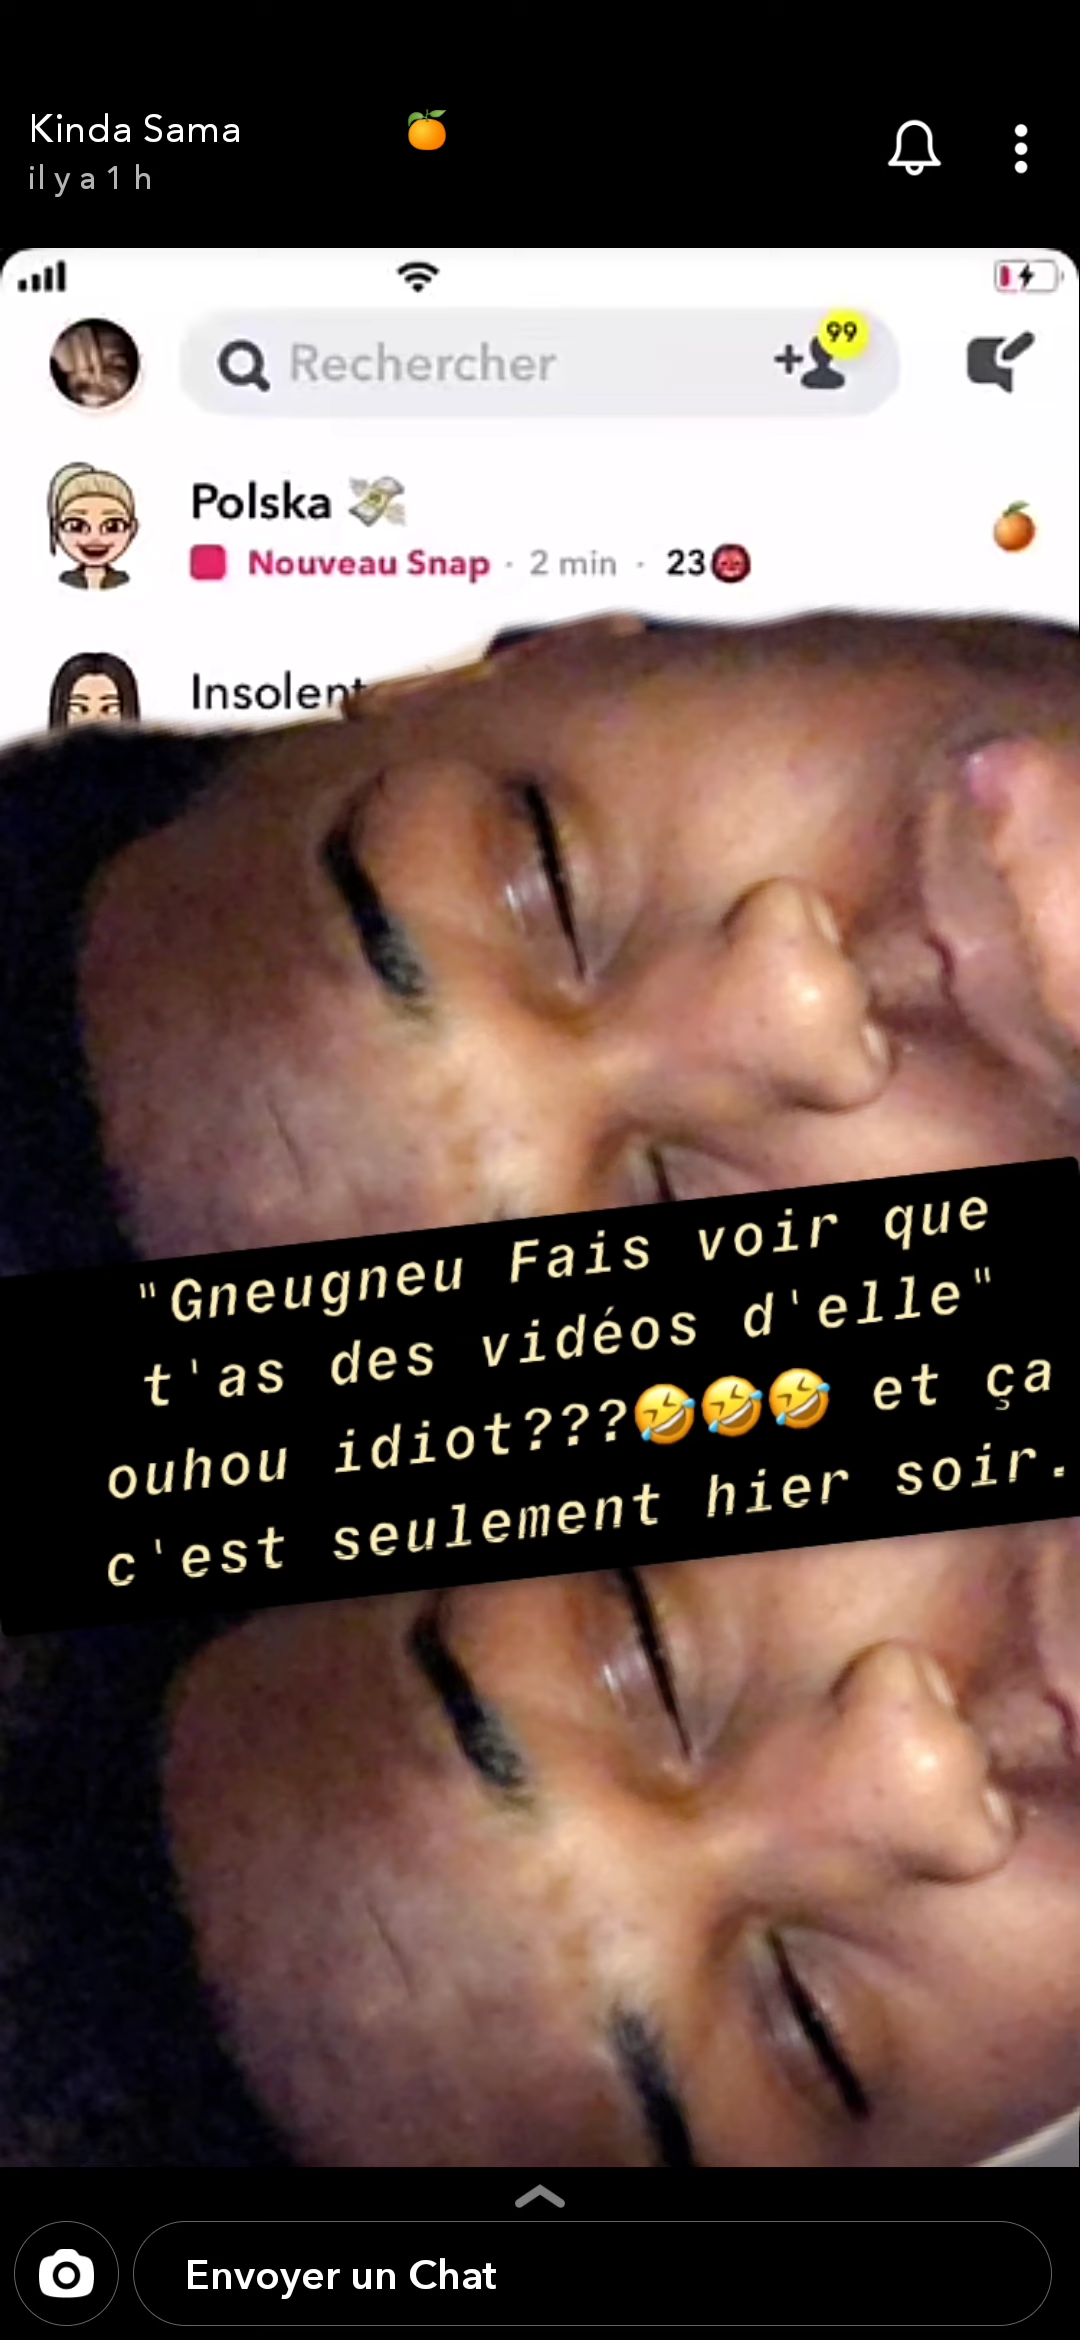 Kinda Sama 🍊
il y a 1 h
Rechercher
99
Polska 💸
Nouveau Snap · 2 min · 23
Insolent
"Gneugneu Fais voir que
t'as des vidéos d'elle"
ouhou idiot???🤣🤣🤣 et ça
c'est seulement hier soir.
Envoyer un Chat